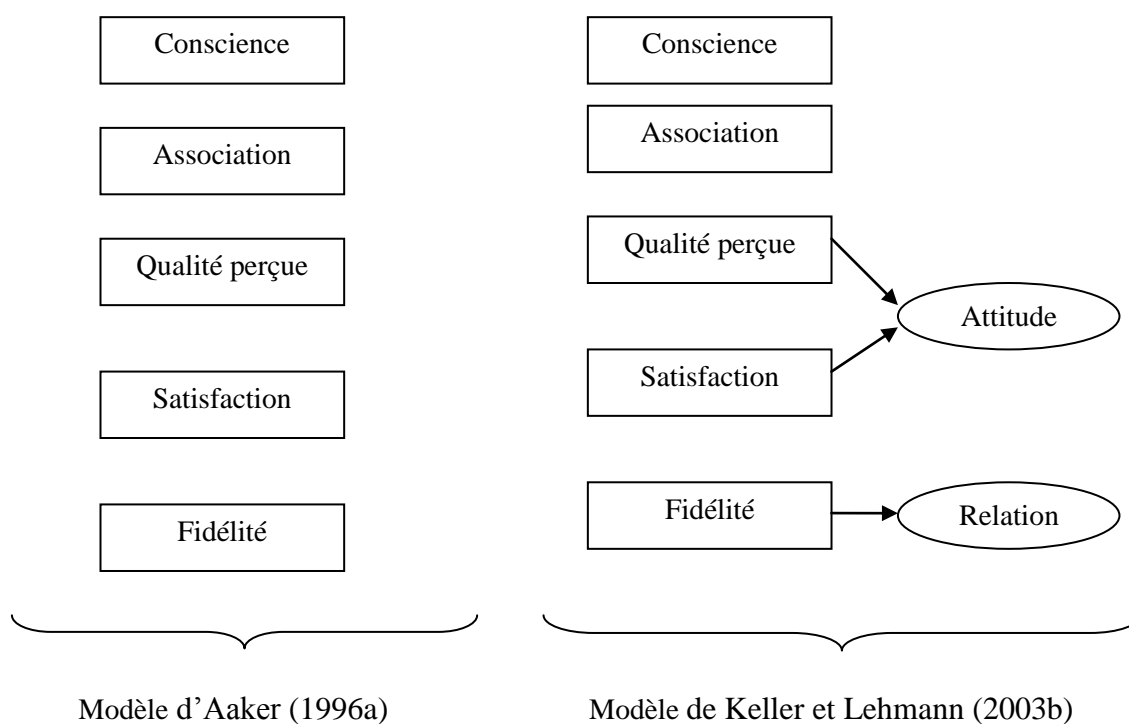 Conscience
Association
Qualité perçue
Satisfaction
Fidélité
Modèle d'Aaker (1996a)
Conscience
Association
Qualité perçue
Attitude
Satisfaction
Fidélité
Relation
Modèle de Keller et Lehmann (2003b)